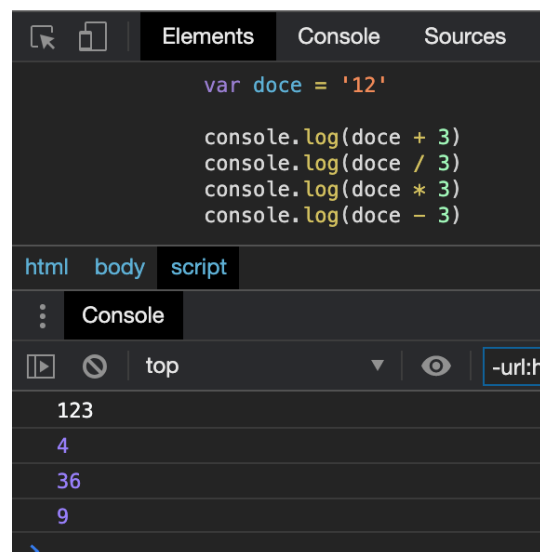 Elements Console Sources
var doce = '12'
console.log(doce + 3)
console.log(doce / 3)
console.log(doce * 3)
console.log(doce - 3)
html body script
Console
top -url:h
123
4
36
9